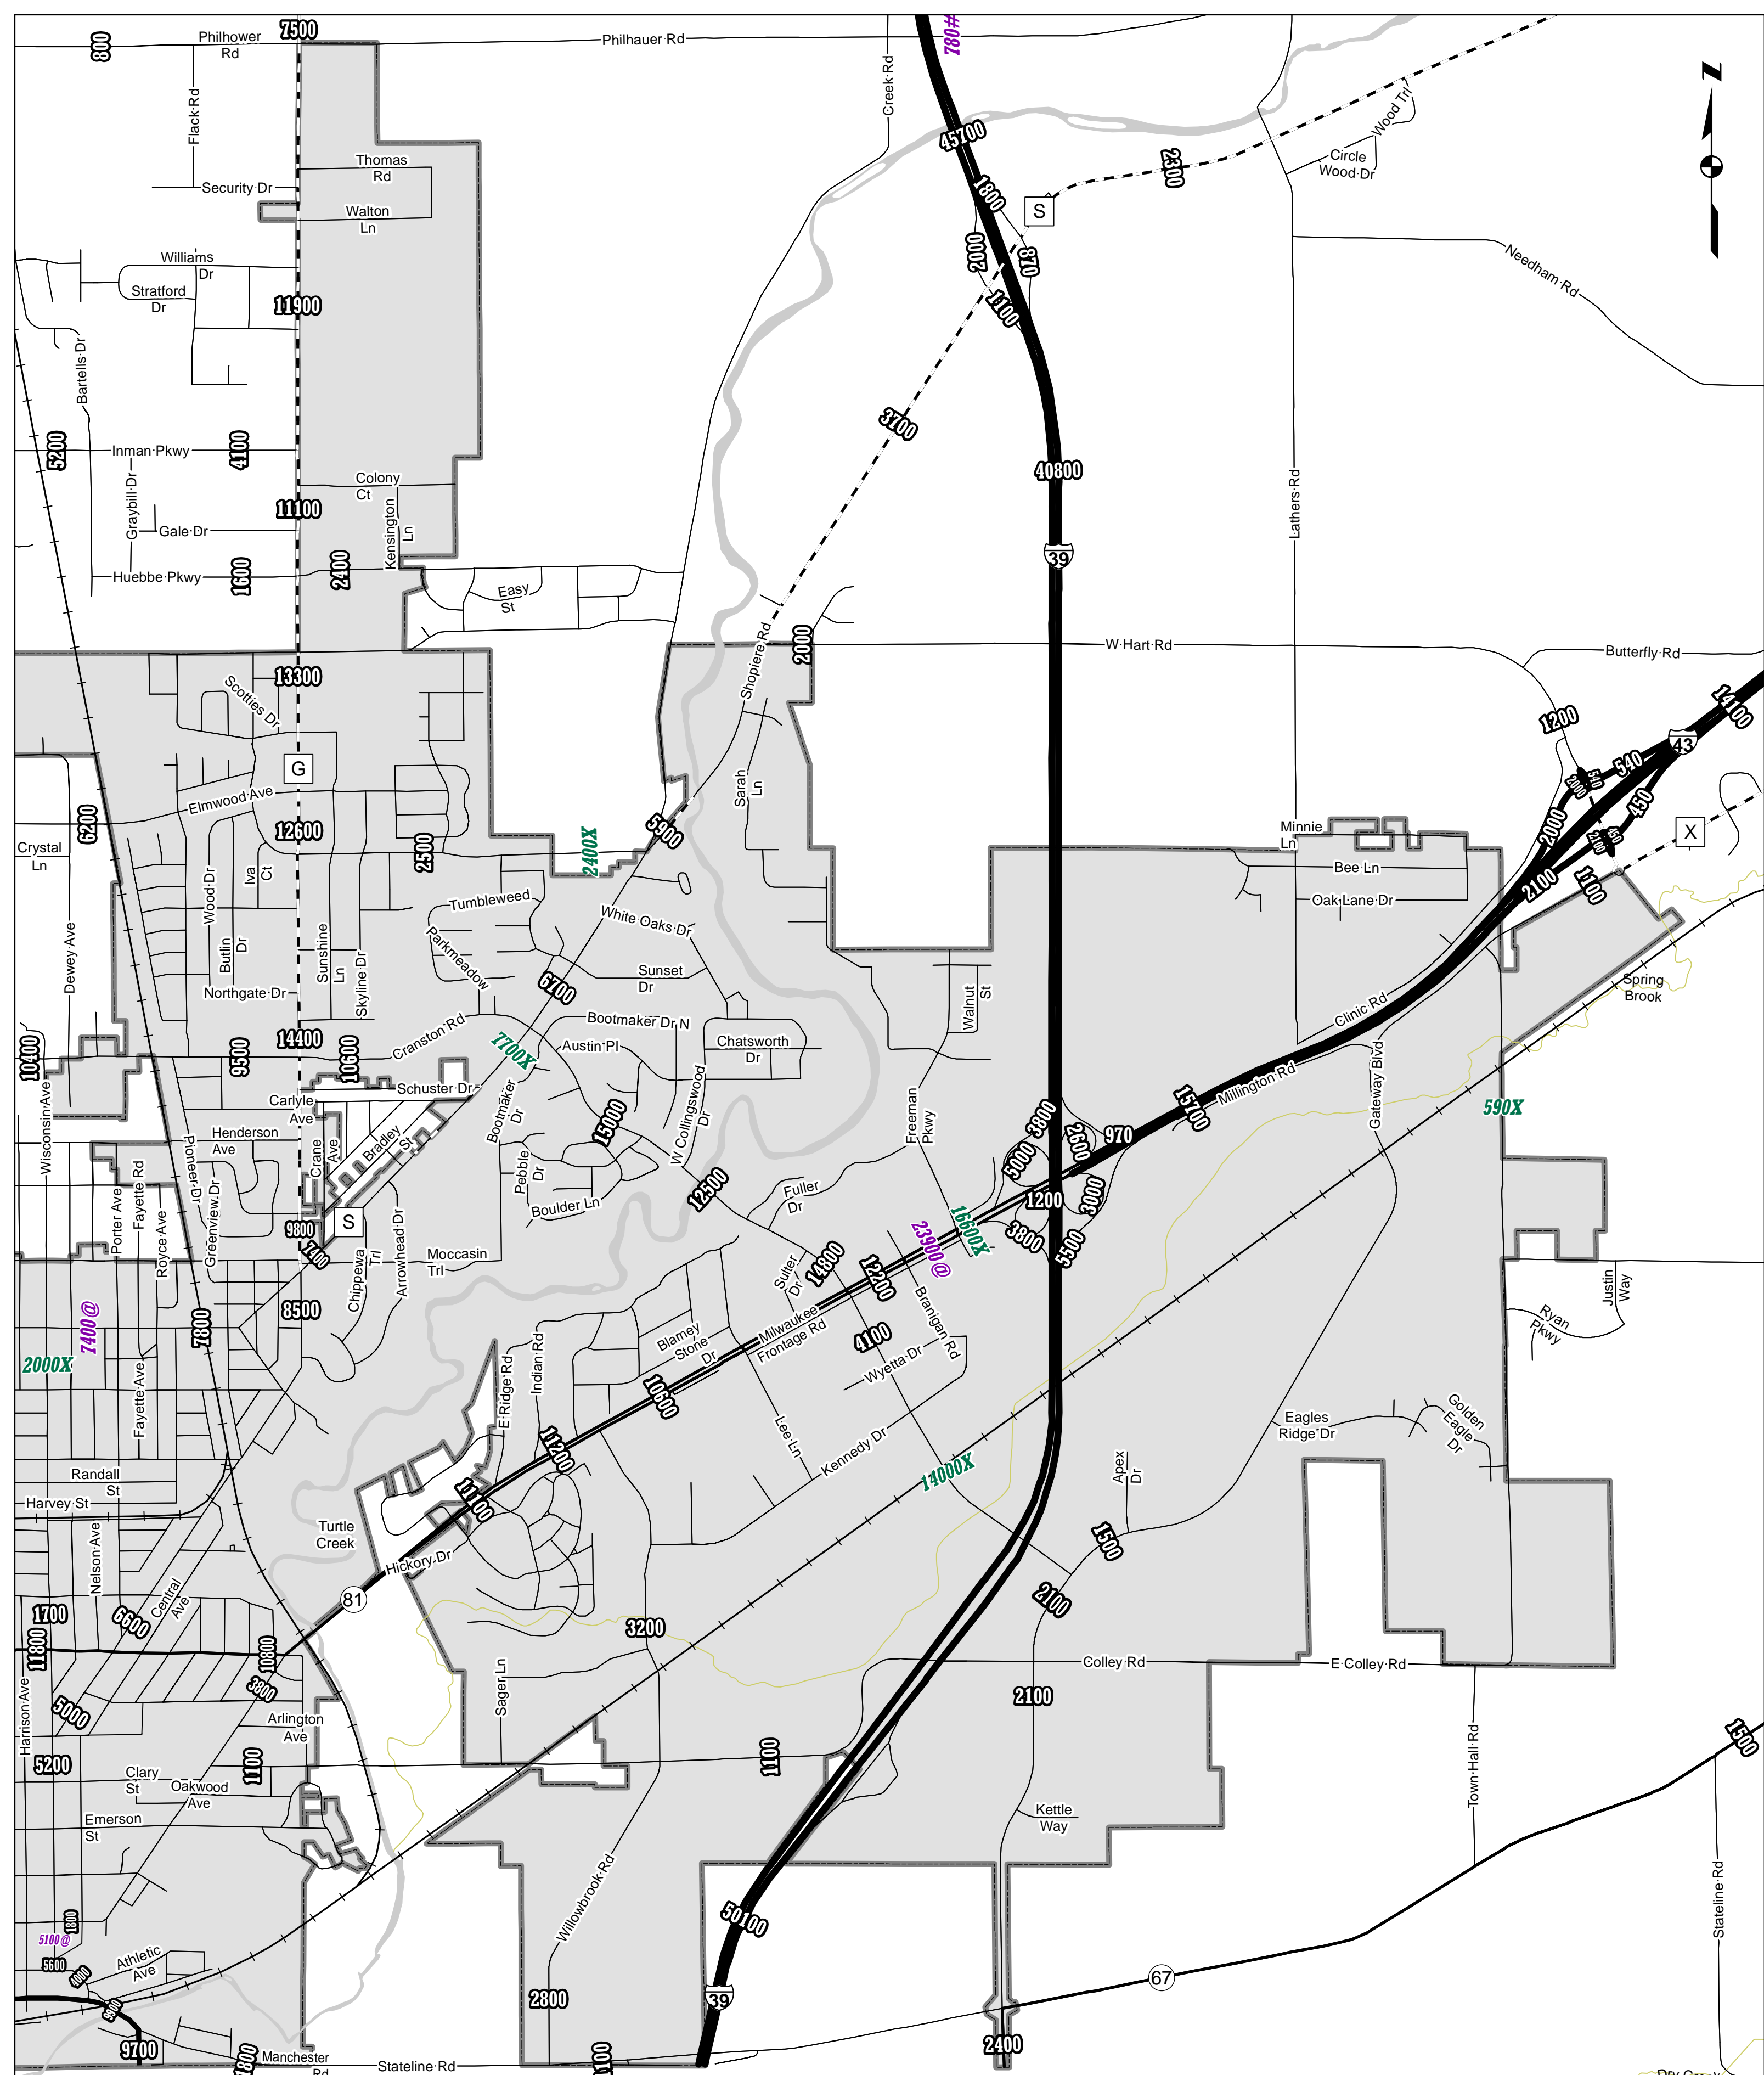 7500
Philhower
Rd
800
Philhauer Rd
780#
Creek Rd
Flack Rd
45700
N
Wood Trl
Circle
Wood Dr
Thomas
Rd
Security Dr
1800
2300
S
Walton
Ln
2000
870
Williams
Dr
Stratford
Dr
Needham Rd
11900
1100
Bartells Dr
3700
5200
Inman Pkwy
4100
40800
Graybill Dr
Colony
Ct
Lathers Rd
11100
Gale Dr
Kensington
Ln
39
Huebbe Pkwy
1600
2400
Easy
St
Shopiere Rd
2000
W Hart Rd
Butterfly Rd
13300
Scotties Dr
14100
1200
43
G
540
540
2000
Elmwood Ave
Sarah
Ln
450
6200
12600
5900
2000
Minnie
Ln
X
450
2100
Crystal
Ln
2500
2400X
Bee Ln
Iva
Ct
Wood Dr
2100
1100
Tumbleweed
Oak Lane Dr
White Oaks Dr
Dewey Ave
Butlin
Dr
Sunshine
Ln
Skyline Dr
Parkmeadow
Sunset
Dr
6700
Spring
Brook
Northgate Dr
Walnut
St
Clinic Rd
Bootmaker Dr N
14400
Cranston Rd
10400
9500
10600
7700X
Austin Pl
Chatsworth
Dr
Gateway Blvd
Schuster Dr
Millington Rd
Carlyle
Ave
15700
590X
Wisconsin Ave
Bootmaker
Dr
15000
W Collingswood
Dr
Freeman
Pkwy
3800
2600
970
Henderson
Ave
Crane
Ave
Bradley
St
Pioneer Dr
5000
Pebble
Dr
Fayette Rd
12500
Fuller
Dr
1200
3000
Porter Ave
Greenview Dr
Boulder Ln
Royce Ave
9800
S
7400
Arrowhead Dr
16600X
23900@
3800
5500
Moccasin
Trl
Chippewa
Trl
Sulter
Dr
14800
12200
Justin
Way
7400@
7800
8500
Branigan Rd
Ryan
Pkwy
Milwaukee
Frontage Rd
4100
Blarney
Stone
Dr
2000X
Indian Rd
Wyetta Dr
E Ridge Rd
10600
Fayette Ave
Golden
Eagle
Dr
Eagles
Ridge Dr
Lee Ln
11200
Kennedy Dr
Apex
Dr
14000X
Randall
St
11100
Harvey St
Turtle
Creek
1500
Nelson Ave
Hickory Dr
Central
Ave
81
2100
1700
6600
3200
11800
10800
Colley Rd
E Colley Rd
3800
Sager Ln
2100
5000
Harrison Ave
Arlington
Ave
1500
5200
1100
1100
Town Hall Rd
Clary
St
Oakwood
Ave
Kettle
Way
Emerson
St
Willowbrook Rd
Stateline Rd
1800
50100
5100@
5600
Athletic
Ave
4000
67
39
2800
2400
9700
Manchester
Rd
Stateline Rd